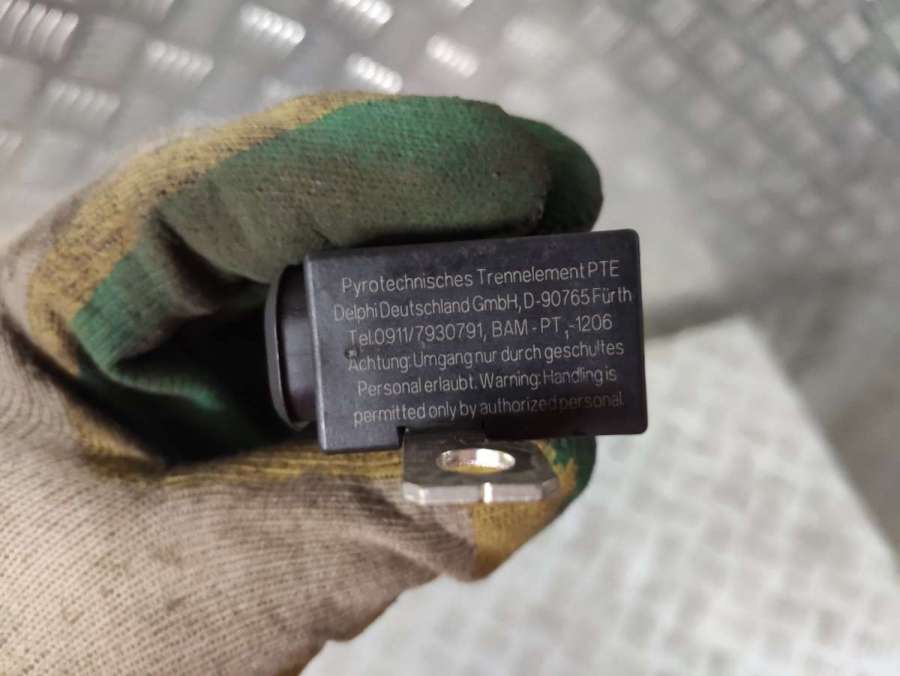 Pyrotechnisches Trennelement PTE
Delphi Deutschland GmbH, D-90765 Fürth
Tel.0911/7930791, BAM - PT1-1206
Achtung: Umgang nur durch geschultes
Personal erlaubt. Warning: Handling is
permitted only by authorized personal.